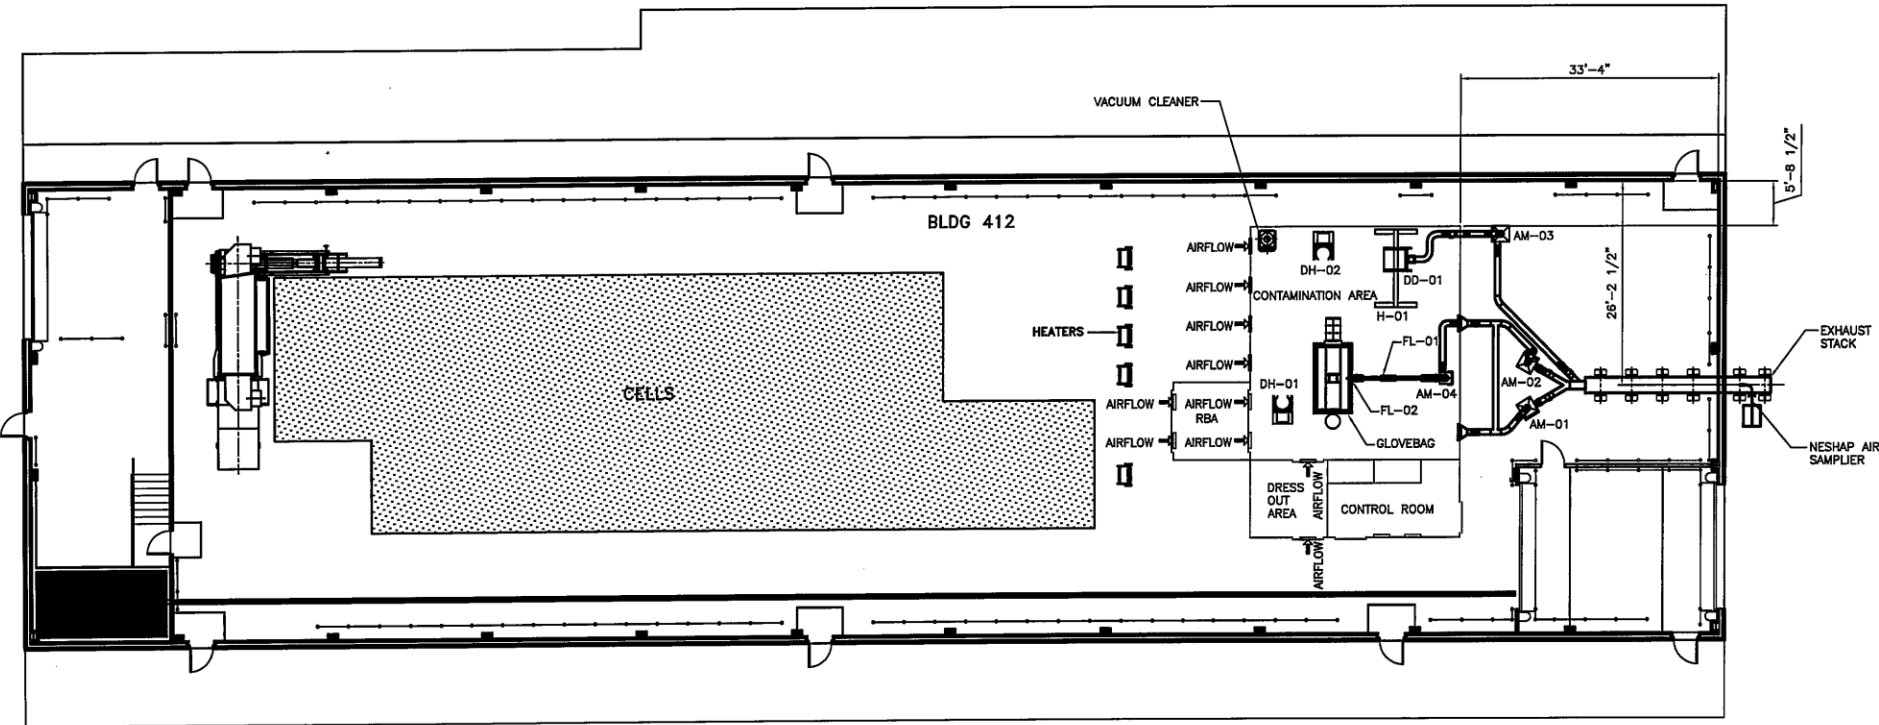 33'-4"
VACUUM CLEANER
5'-8 1/2"
BLDG 412
AIRFLOW
AM-03
DH-02
DD-01
AIRFLOW
CONTAMINATION AREA
26'-2 1/2"
H-01
HEATERS
AIRFLOW
EXHAUST
STACK
FL-01
AIRFLOW
AM-02
DH-01
CELLS
AM-04
AIRFLOW
AIRFLOW
RBA
FL-02
AM-01
AIRFLOW
AIRFLOW
GLOVEBAG
NESHAP AIR
SAMPLIER
DRESS
OUT
AREA
AIRFLOW
CONTROL ROOM
AIRFLOW